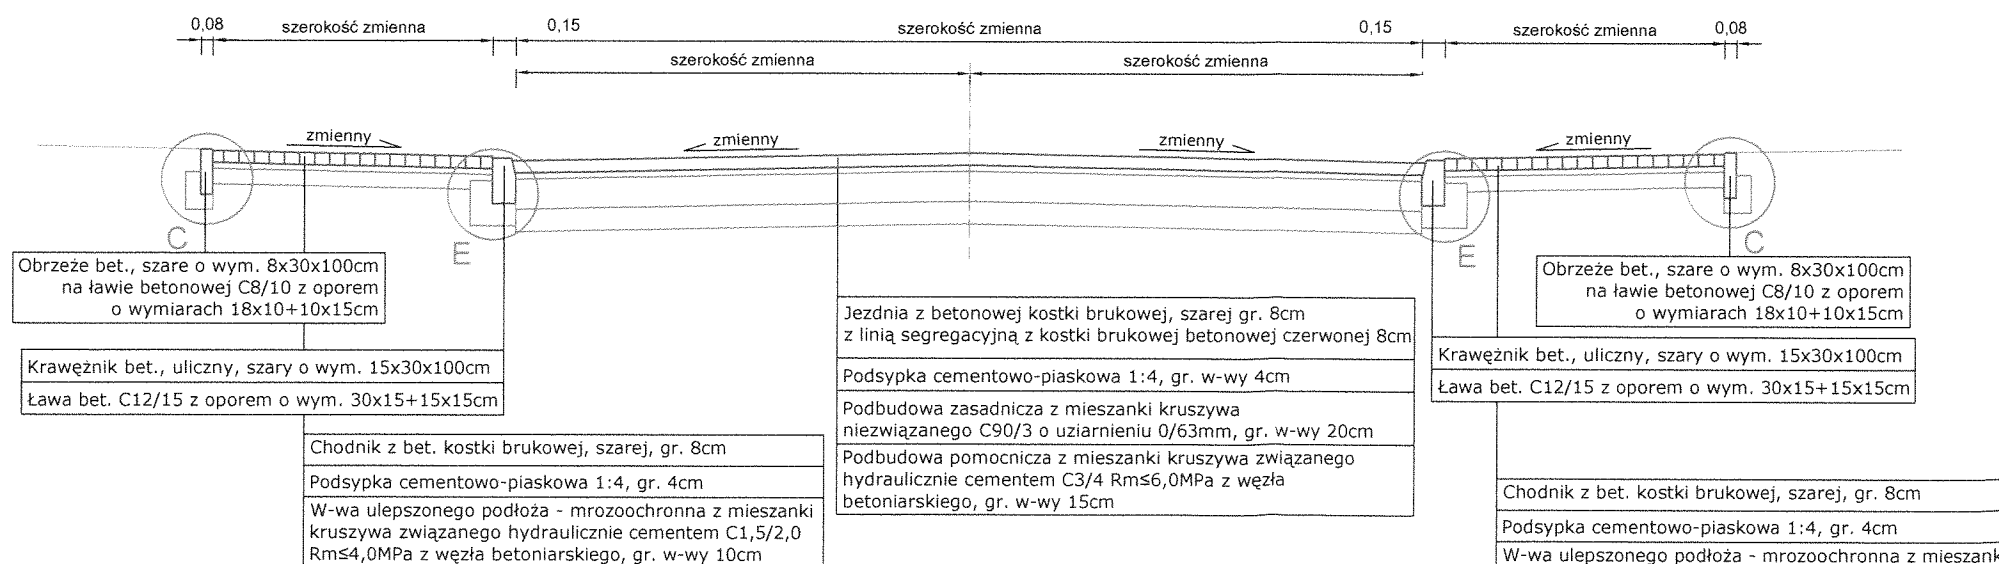 0,08
szerokość zmienna
0,15
szerokość zmienna
0,15
szerokość zmienna
0,08
szerokość zmienna
szerokość zmienna
zmienny
zmienny
zmienny
zmienny
C
E
E
C
Obrzeże bet., szare o wym. 8x30x100cm
na ławie betonowej C8/10 z oporem
o wymiarach 18x10+10x15cm
Krawężnik bet., uliczny, szary o wym. 15x30x100cm
Ława bet. C12/15 z oporem o wym. 30x15+15x15cm
Chodnik z bet. kostki brukowej, szarej, gr. 8cm
Podsypka cementowo-piaskowa 1:4, gr. 4cm
W-wa ulepszonego podłoża - mrozoochronna z mieszanki
kruszywa związanego hydraulicznie cementem C1,5/2,0
Rm≤4,0MPa z węzła betoniarskiego, gr. w-wy 10cm
Jezdnia z betonowej kostki brukowej, szarej gr. 8cm
z linią segregacyjną z kostki brukowej betonowej czerwonej 8cm
Podsypka cementowo-piaskowa 1:4, gr. w-wy 4cm
Podbudowa zasadnicza z mieszanki kruszywa
niezwiązanego C90/3 o uziarnieniu 0/63mm, gr. w-wy 20cm
Podbudowa pomocnicza z mieszanki kruszywa związanego
hydraulicznie cementem C3/4 Rm≤6,0MPa z węzła
betoniarskiego, gr. w-wy 15cm
Obrzeże bet., szare o wym. 8x30x100cm
na ławie betonowej C8/10 z oporem
o wymiarach 18x10+10x15cm
Krawężnik bet., uliczny, szary o wym. 15x30x100cm
Ława bet. C12/15 z oporem o wym. 30x15+15x15cm
Chodnik z bet. kostki brukowej, szarej, gr. 8cm
Podsypka cementowo-piaskowa 1:4, gr. 4cm
W-wa ulepszonego podłoża - mrozoochronna z mieszank